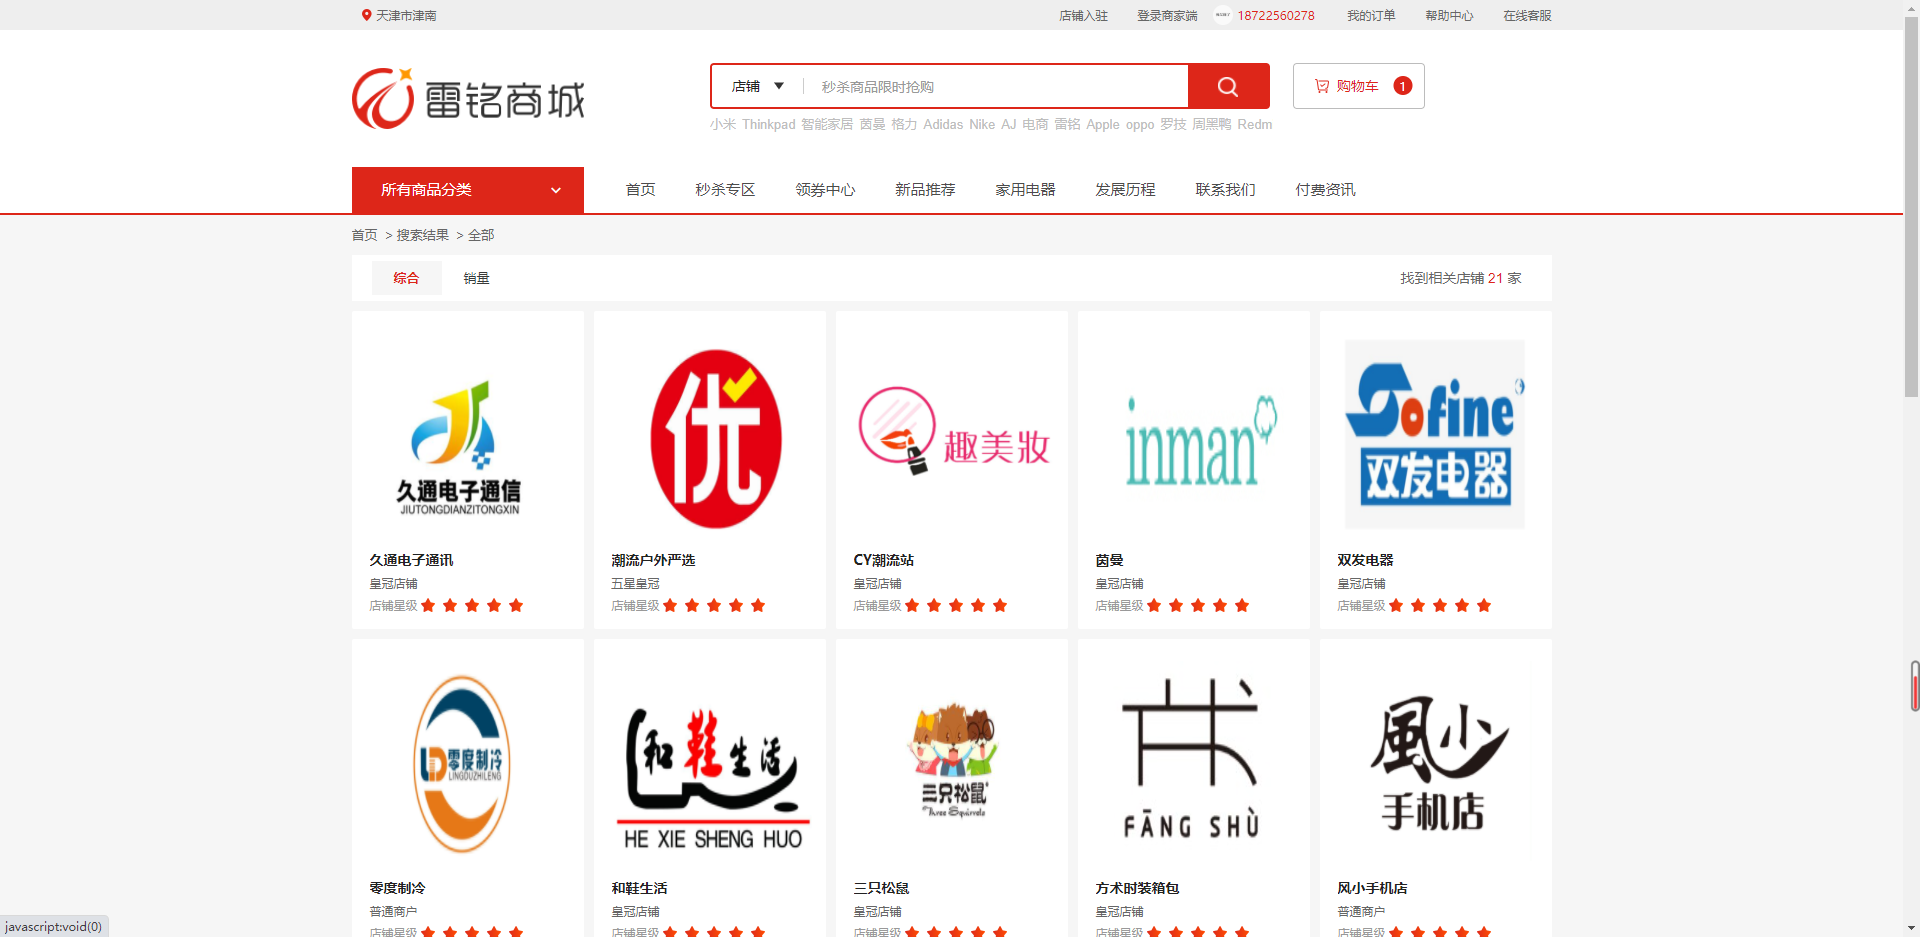 天津市津南
店铺入驻 登录商家端 18722560278 我的订单 帮助中心 在线客服
雷铭商城
店铺 秒杀商品限时抢购
购物车 1
小米 Thinkpad 智能家居 茵曼 格力 Adidas Nike AJ 电商 雷铭 Apple oppo 罗技 周黑鸭 Redm
所有商品分类 首页 秒杀专区 领券中心 新品推荐 家用电器 发展历程 联系我们 付费资讯
首页 > 搜索结果 > 全部
综合 销量 找到相关店铺 21 家
久通电子通信
JIUTONGDIANZITONGXIN
优
趣美妆
inman
Sofine
双发电器
久通电子通讯 潮流户外严选 CY潮流站 茵曼 双发电器
皇冠店铺 五星皇冠 皇冠店铺 皇冠店铺 皇冠店铺
店铺星级 店铺星级 店铺星级 店铺星级 店铺星级
零度制冷
LINGDUZHILENG
和鞋生活
HE XIE SHENG HUO
三只松鼠
Three Squirrels
FĀNG SHÙ
風小
手机店
零度制冷 和鞋生活 三只松鼠 方术时装箱包 风小手机店
普通商户 皇冠店铺 皇冠店铺 皇冠店铺 普通商户
店铺星级 店铺星级 店铺星级 店铺星级 店铺星级
javascript:void(0)